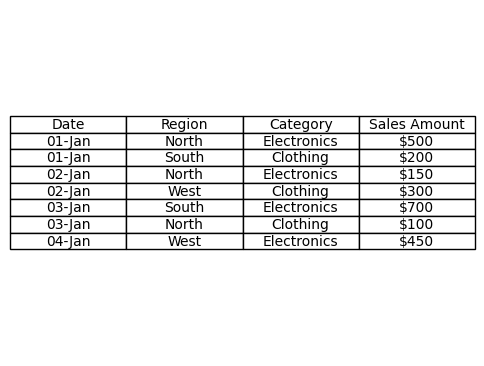 Date Region Category Sales Amount
01-Jan North Electronics $500
01-Jan South Clothing $200
02-Jan North Electronics $150
02-Jan West Clothing $300
03-Jan South Electronics $700
03-Jan North Clothing $100
04-Jan West Electronics $450